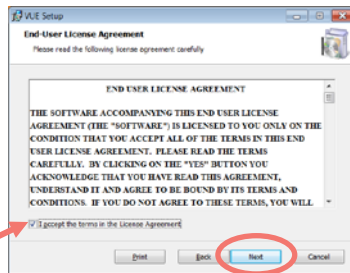 VUE Setup
End-User License Agreement
Please read the following license agreement carefully
END USER LICENSE AGREEMENT
THE SOFTWARE ACCOMPANYING THIS END USER LICENSE
AGREEMENT (THE "SOFTWARE") IS LICENSED TO YOU ONLY ON THE
CONDITION THAT YOU ACCEPT ALL OF THE TERMS IN THIS END
USER LICENSE AGREEMENT. PLEASE READ THE TERMS
CAREFULLY. BY CLICKING ON THE "YES" BUTTON YOU
ACKNOWLEDGE THAT YOU HAVE READ THIS AGREEMENT,
UNDERSTAND IT AND AGREE TO BE BOUND BY ITS TERMS AND
CONDITIONS. IF YOU DO NOT AGREE TO THESE TERMS, YOU WILL
I accept the terms in the License Agreement
Print Back Next Cancel